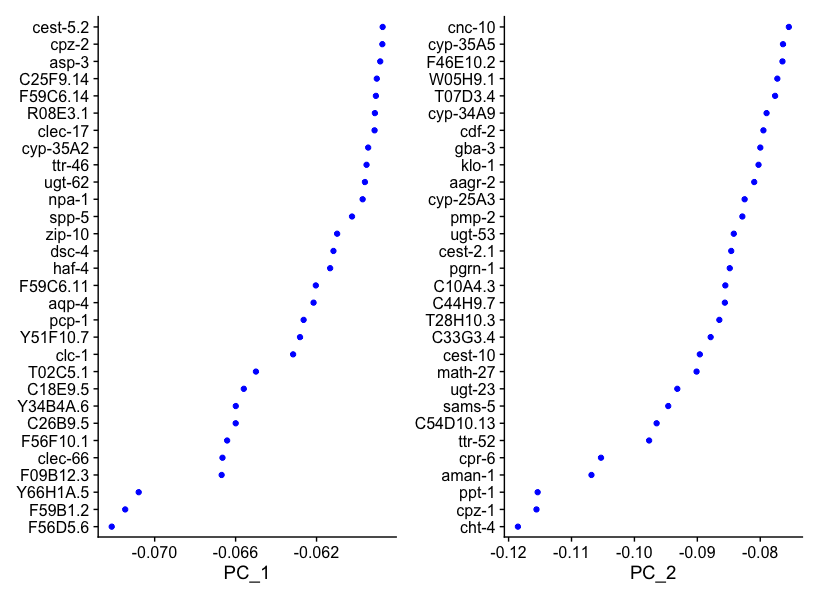 cest-5.2
cpz-2
asp-3
C25F9.14
F59C6.14
R08E3.1
clec-17
cyp-35A2
ttr-46
ugt-62
npa-1
spp-5
zip-10
dsc-4
haf-4
F59C6.11
aqp-4
pcp-1
Y51F10.7
clc-1
T02C5.1
C18E9.5
Y34B4A.6
C26B9.5
F56F10.1
clec-66
F09B12.3
Y66H1A.5
F59B1.2
F56D5.6
-0.070 -0.066 -0.062
PC_1
cnc-10
cyp-35A5
F46E10.2
W05H9.1
T07D3.4
cyp-34A9
cdf-2
gba-3
klo-1
aagr-2
cyp-25A3
pmp-2
ugt-53
cest-2.1
pgrn-1
C10A4.3
C44H9.7
T28H10.3
C33G3.4
cest-10
math-27
ugt-23
sams-5
C54D10.13
ttr-52
cpr-6
aman-1
ppt-1
cpz-1
cht-4
-0.12 -0.11 -0.10 -0.09 -0.08
PC_2